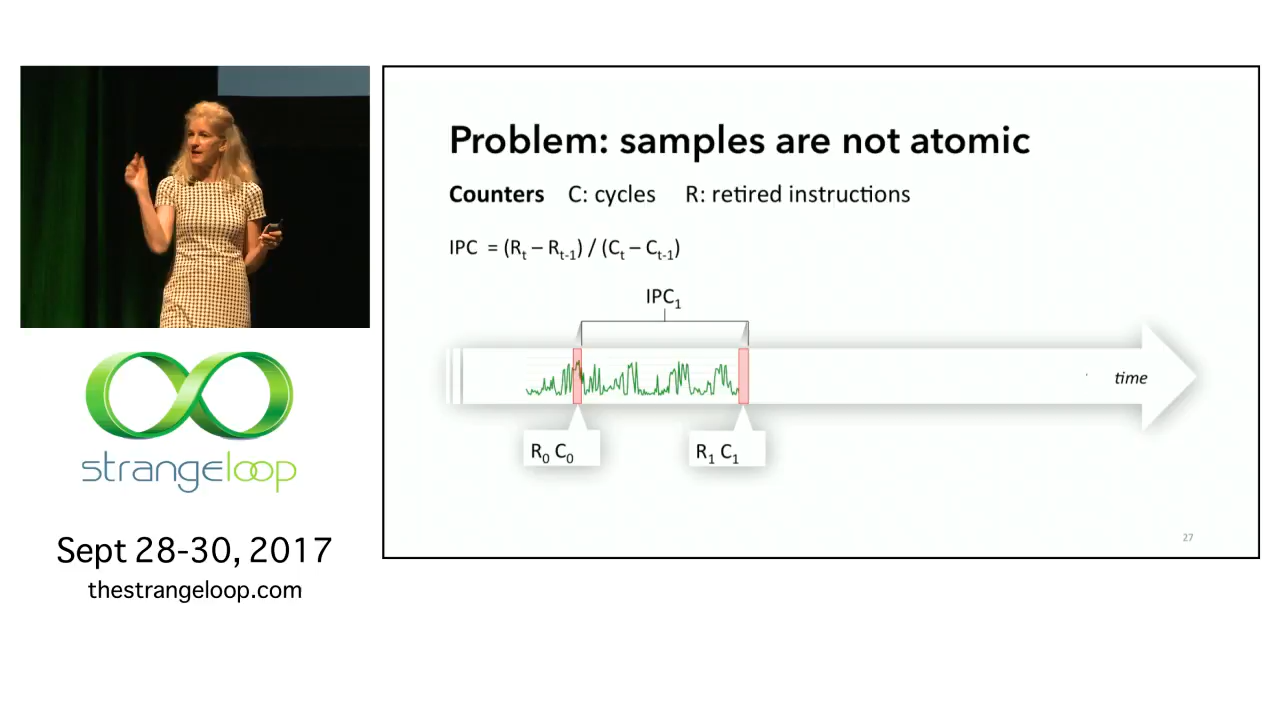 Problem: samples are not atomic
Counters C: cycles R: retired instructions
IPC = (Rt – Rt-1) / (Ct – Ct-1)
IPC1
time
R0 C0
R1 C1
27
strangeloop
Sept 28-30, 2017
thestrangeloop.com